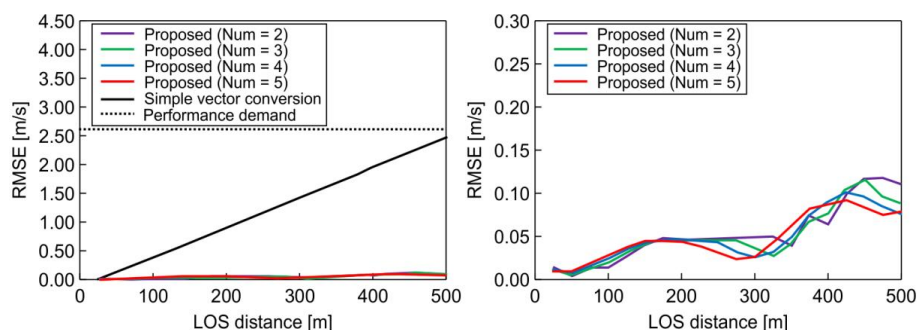 4.50
4.00
3.50
3.00
2.50
2.00
1.50
1.00
0.50
0.00
RMSE [m/s]
Proposed (Num = 2)
Proposed (Num = 3)
Proposed (Num = 4)
Proposed (Num = 5)
Simple vector conversion
Performance demand
0 100 200 300 400 500
LOS distance [m]
0.30
0.25
0.20
0.15
0.10
0.05
0.00
RMSE [m/s]
Proposed (Num = 2)
Proposed (Num = 3)
Proposed (Num = 4)
Proposed (Num = 5)
0 100 200 300 400 500
LOS distance [m]